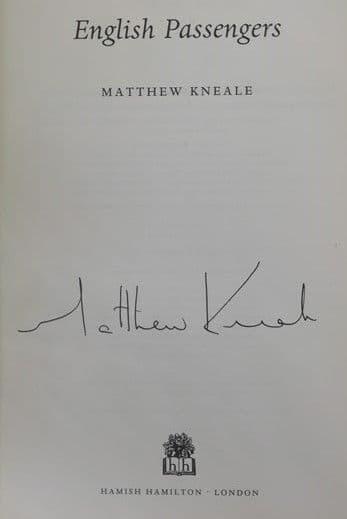 English Passengers
MATTHEW KNEALE
Matthew Kneale
h h
HAMISH HAMILTON · LONDON